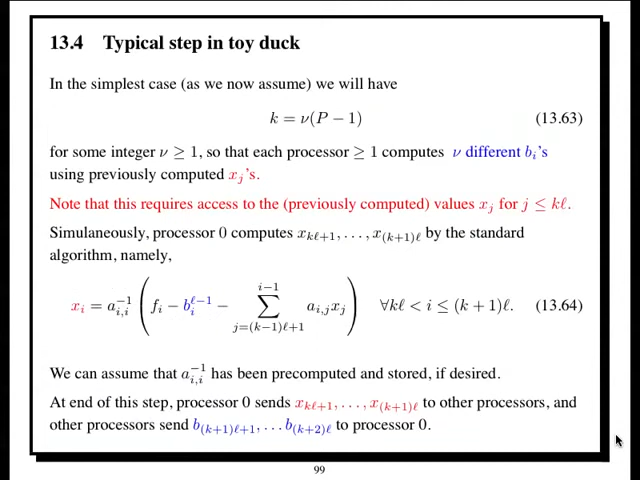 13.4 Typical step in toy duck
In the simplest case (as we now assume) we will have
k = ν(P − 1) (13.63)
for some integer ν ≥ 1, so that each processor ≥ 1 computes ν different b_i's
using previously computed x_j's.
Note that this requires access to the (previously computed) values x_j for j ≤ kℓ.
Simulaneously, processor 0 computes x_{kℓ+1}, . . . , x_{(k+1)ℓ} by the standard
algorithm, namely,
x_i = a_{i,i}^{−1} ( f_i − b_i^{ℓ−1} − ∑_{j=(k−1)ℓ+1}^{i−1} a_{i,j}x_j ) ∀kℓ < i ≤ (k + 1)ℓ. (13.64)
We can assume that a_{i,i}^{−1} has been precomputed and stored, if desired.
At end of this step, processor 0 sends x_{kℓ+1}, . . . , x_{(k+1)ℓ} to other processors, and
other processors send b_{(k+1)ℓ+1}, . . . b_{(k+2)ℓ} to processor 0.
99